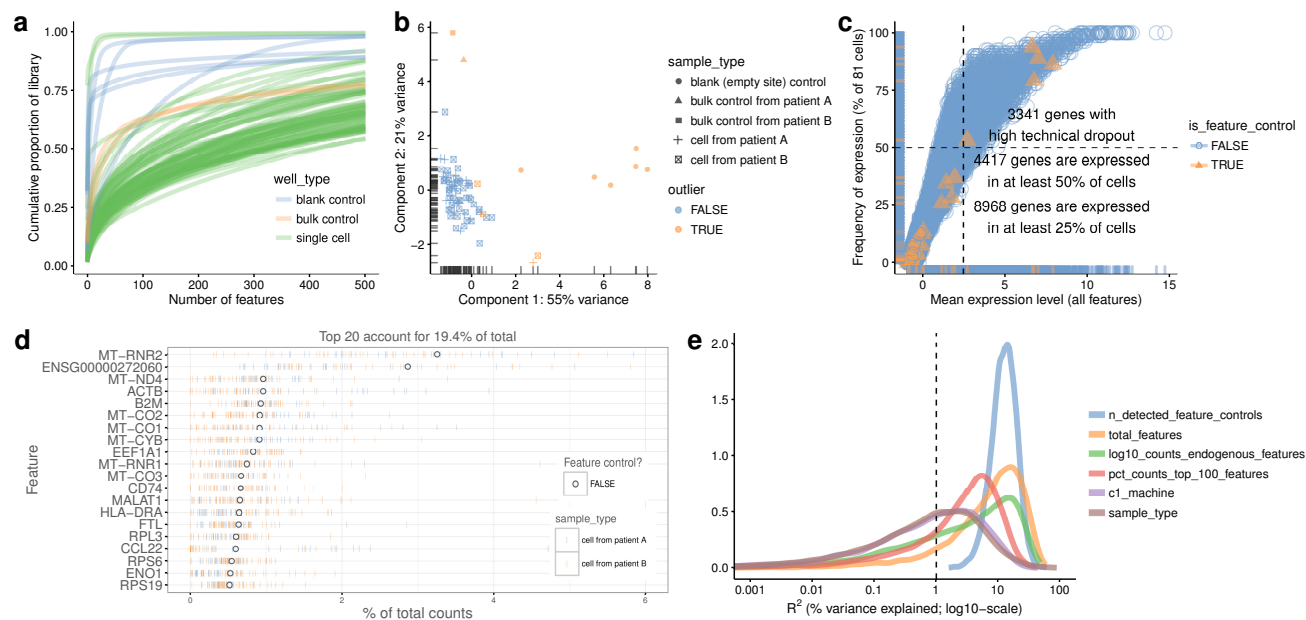 a
1.00
0.75
0.50
0.25
0.00
Cumulative proportion of library
well_type
blank control
bulk control
single cell
0 100 200 300 400 500
Number of features
b
6
4
2
0
−2
Component 2: 21% variance
0 2 4 6 8
Component 1: 55% variance
sample_type
blank (empty site) control
bulk control from patient A
bulk control from patient B
cell from patient A
cell from patient B
outlier
FALSE
TRUE
c
100
75
50
25
0
Frequency of expression (% of 81 cells)
3341 genes with
high technical dropout
4417 genes are expressed
in at least 50% of cells
8968 genes are expressed
in at least 25% of cells
0 5 10 15
Mean expression level (all features)
is_feature_control
FALSE
TRUE
d
Top 20 account for 19.4% of total
MT−RNR2
ENSG00000272060
MT−ND4
ACTB
B2M
MT−CO2
MT−CO1
MT−CYB
EEF1A1
MT−RNR1
MT−CO3
CD74
MALAT1
HLA−DRA
FTL
RPL3
CCL22
RPS6
ENO1
RPS19
Feature
Feature control?
FALSE
sample_type
cell from patient A
cell from patient B
0 2 4 6
% of total counts
e
2.0
1.5
1.0
0.5
0.0
0.001 0.01 0.1 1 10 100
R² (% variance explained; log10−scale)
n_detected_feature_controls
total_features
log10_counts_endogenous_features
pct_counts_top_100_features
c1_machine
sample_type